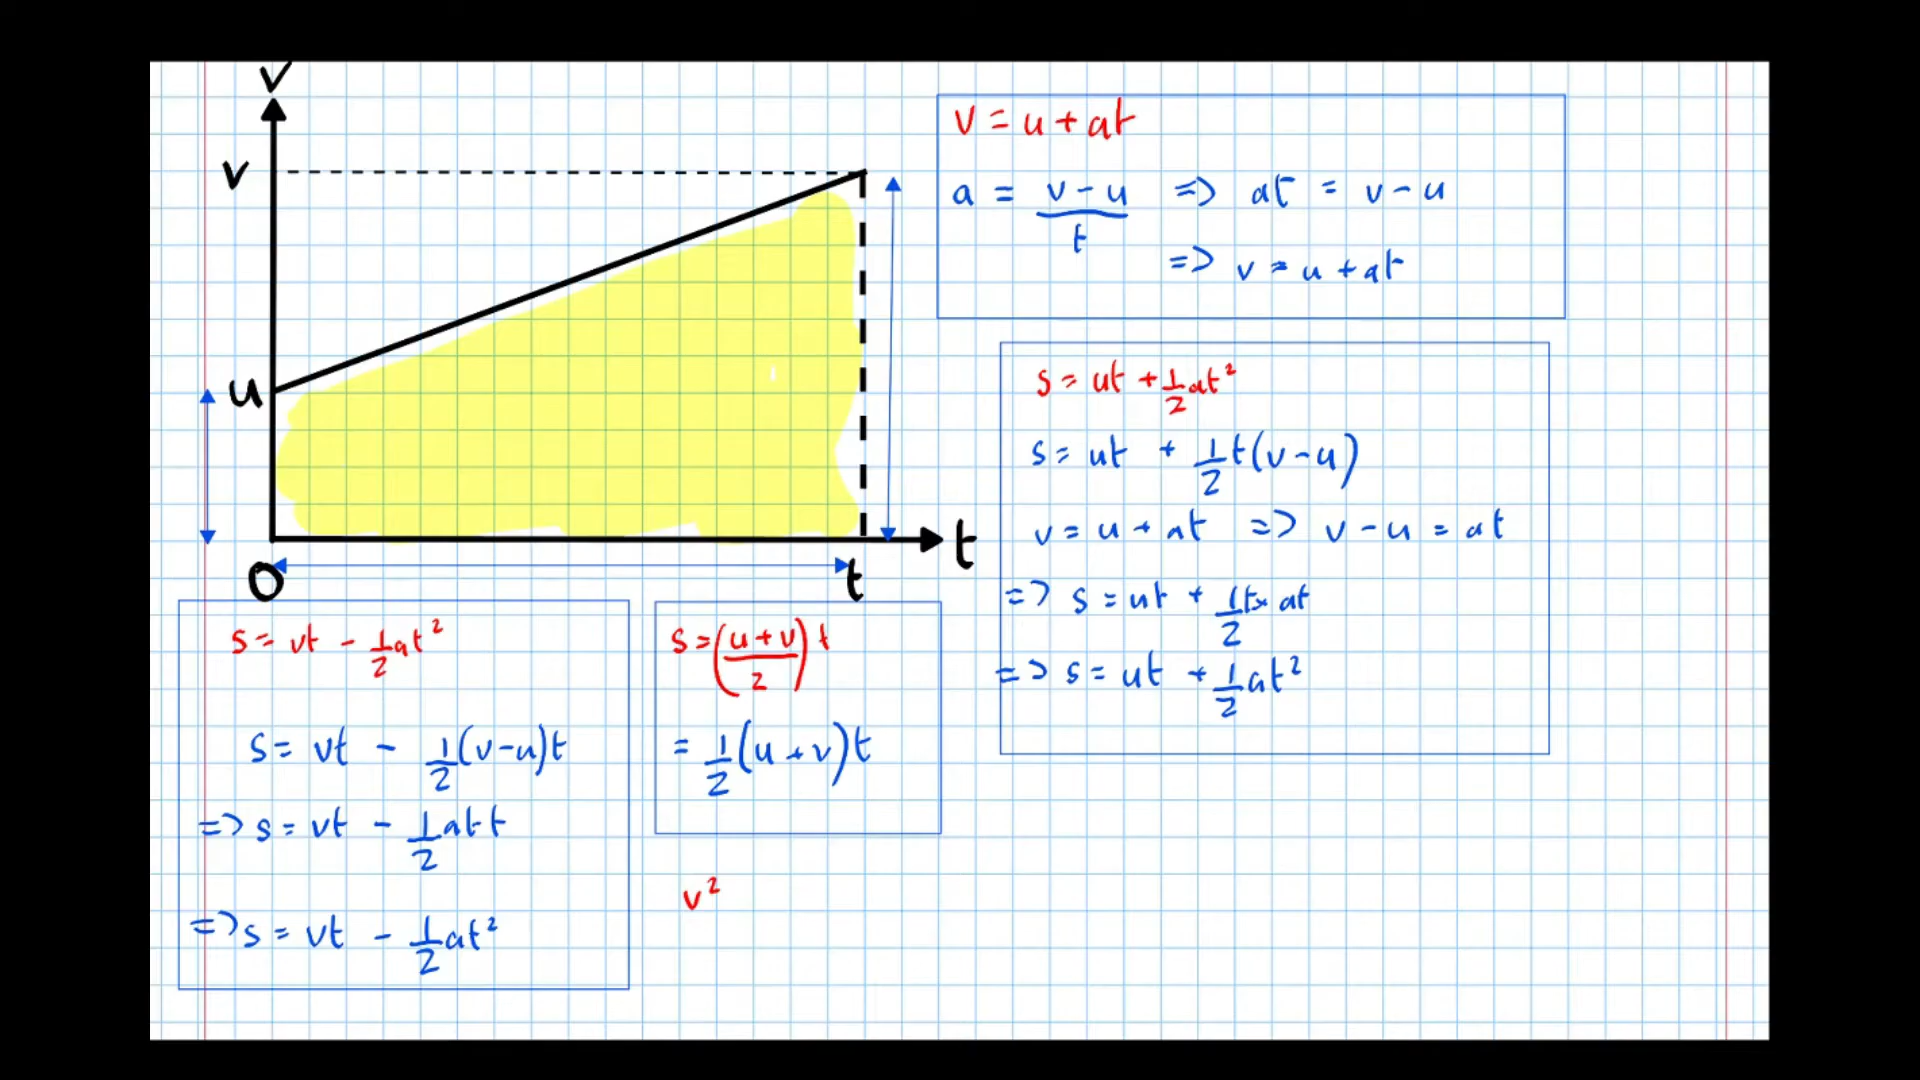 v
v
u
0
t
t
v = u + at
a = (v - u)/t => at = v - u
=> v = u + at
s = ut + 1/2 at²
s = ut + 1/2 t(v - u)
v = u + at => v - u = at
=> s = ut + 1/2 t × at
=> s = ut + 1/2 at²
s = vt - 1/2 at²
s = vt - 1/2 (v-u)t
=> s = vt - 1/2 at t
=> s = vt - 1/2 at²
s = ((u + v)/2) t
= 1/2 (u + v)t
v²